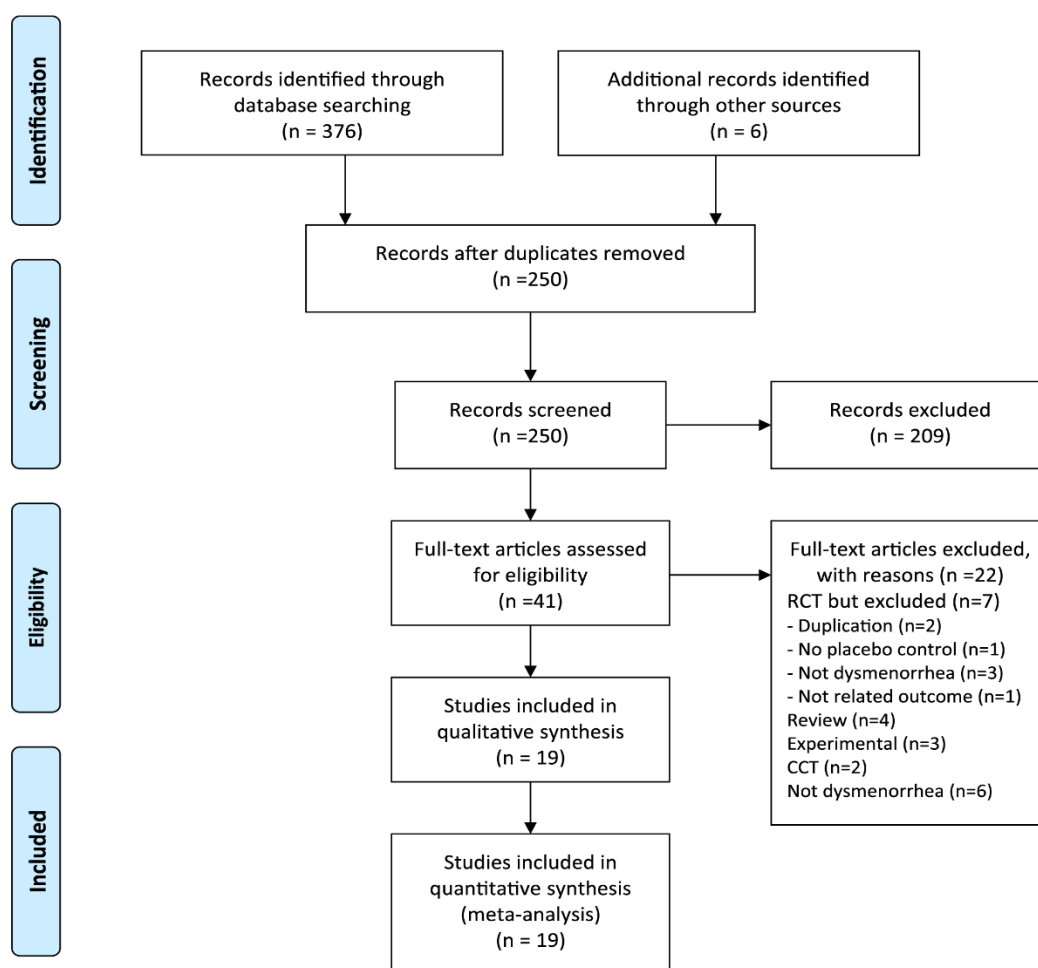 Identification
Records identified through
database searching
(n = 376)
Additional records identified
through other sources
(n = 6)
Records after duplicates removed
(n =250)
Screening
Records screened
(n =250)
Records excluded
(n = 209)
Eligibility
Full-text articles assessed
for eligibility
(n =41)
Full-text articles excluded,
with reasons (n =22)
RCT but excluded (n=7)
- Duplication (n=2)
- No placebo control (n=1)
- Not dysmenorrhea (n=3)
- Not related outcome (n=1)
Review (n=4)
Experimental (n=3)
CCT (n=2)
Not dysmenorrhea (n=6)
Studies included in
qualitative synthesis
(n = 19)
Included
Studies included in
quantitative synthesis
(meta-analysis)
(n = 19)